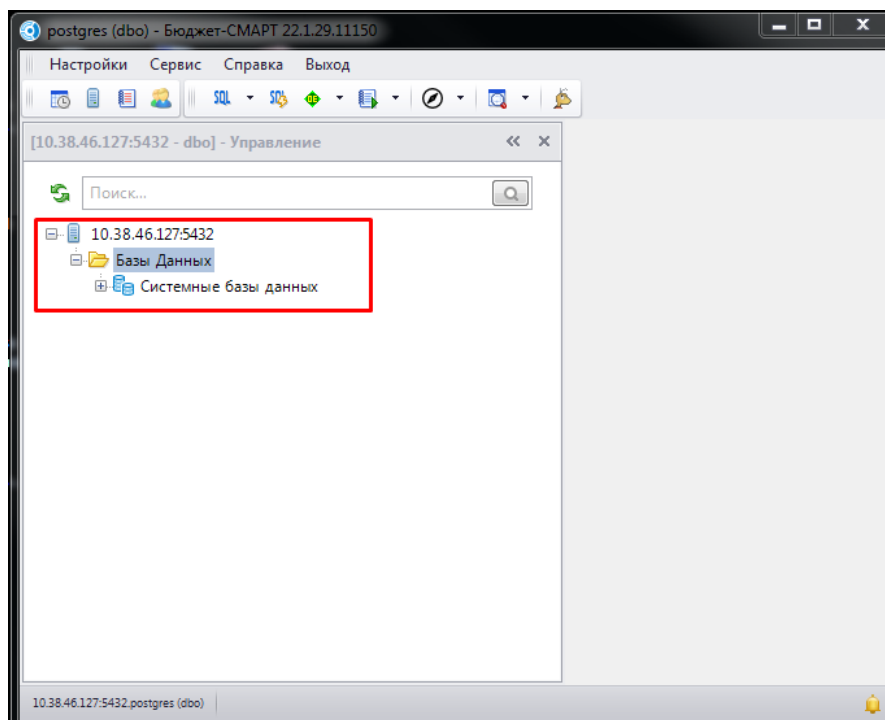 postgres (dbo) - Бюджет-СМАРТ 22.1.29.11150
Настройки Сервис Справка Выход
SQL SQL
[10.38.46.127:5432 - dbo] - Управление
Поиск...
10.38.46.127:5432
Базы Данных
Системные базы данных
10.38.46.127:5432.postgres (dbo)